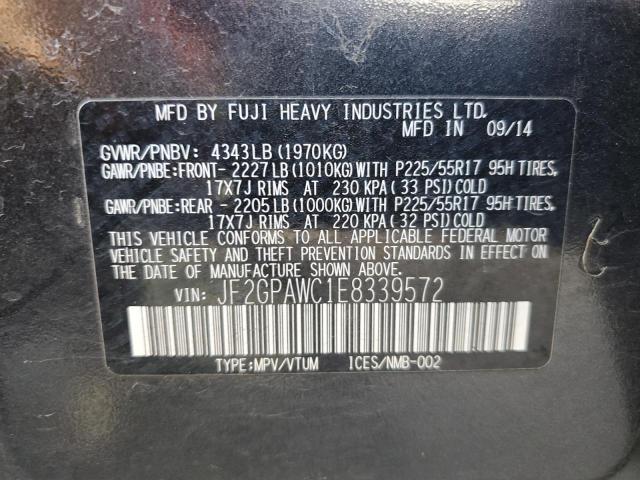 MFD BY FUJI HEAVY INDUSTRIES LTD.
MFD IN 09/14
GVWR/PNBV: 4343LB (1970KG)
GAWR/PNBE:FRONT- 2227LB (1010KG) WITH P225/55R17 95H TIRES,
17X7J RIMS AT 230 KPA (33 PSI) COLD
GAWR/PNBE:REAR - 2205LB (1000KG) WITH P225/55R17 95H TIRES,
17X7J RIMS AT 220 KPA (32 PSI) COLD
THIS VEHICLE CONFORMS TO ALL APPLICABLE FEDERAL MOTOR
VEHICLE SAFETY AND THEFT PREVENTION STANDARDS IN EFFECT ON
THE DATE OF MANUFACTURE SHOWN ABOVE.
VIN: JF2GPAWC1E8339572
TYPE:MPV/VTUM ICES/NMB-002